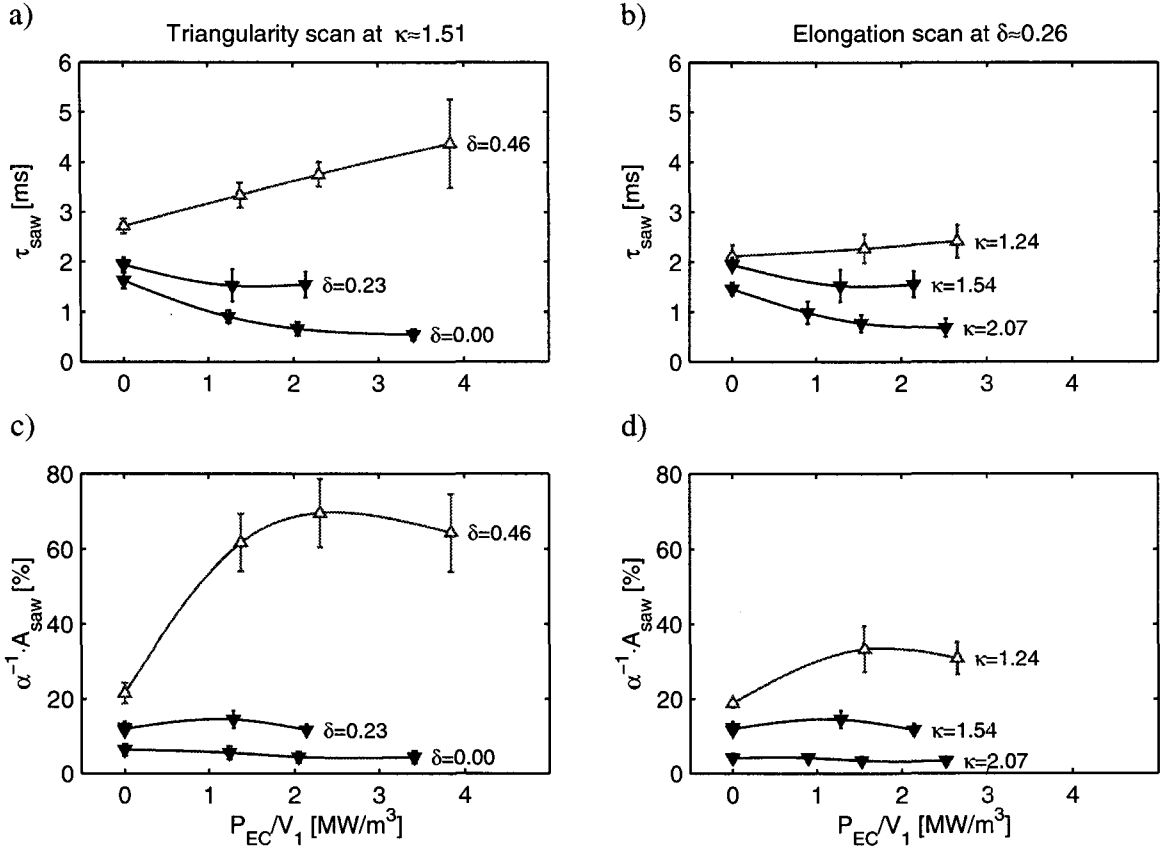 a)
Triangularity scan at κ≈1.51
6
5
4
3
2
1
0
τsaw [ms]
δ=0.46
δ=0.23
δ=0.00
0 1 2 3 4
b)
Elongation scan at δ≈0.26
6
5
4
3
2
1
0
τsaw [ms]
κ=1.24
κ=1.54
κ=2.07
0 1 2 3 4
c)
80
60
40
20
0
α⁻¹·Asaw [%]
δ=0.46
δ=0.23
δ=0.00
0 1 2 3 4
PEC/V1 [MW/m³]
d)
80
60
40
20
0
α⁻¹·Asaw [%]
κ=1.24
κ=1.54
κ=2.07
0 1 2 3 4
PEC/V1 [MW/m³]